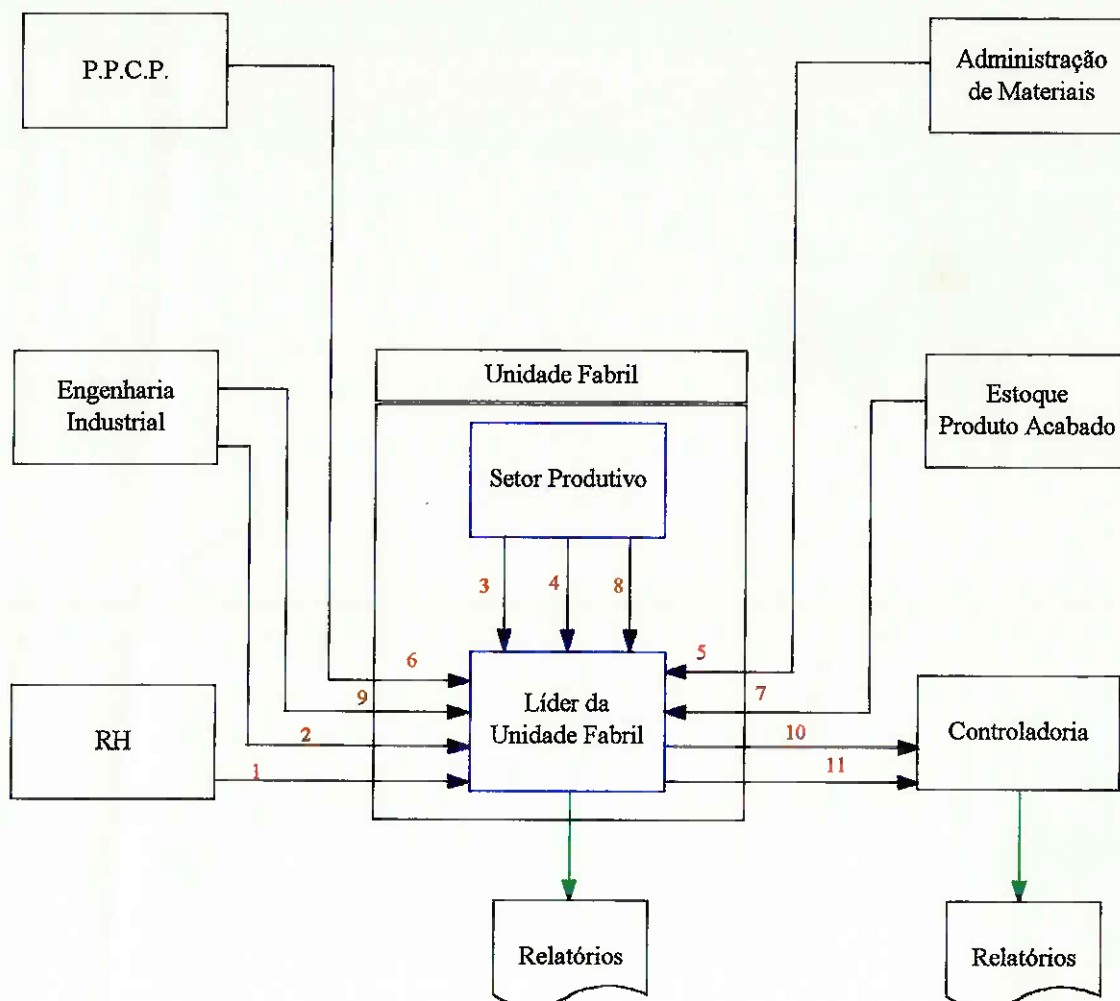 P.P.C.P.
Administração
de Materiais
Engenharia
Industrial
Unidade Fabril
Estoque
Produto Acabado
Setor Produtivo
3
4
8
6
5
9
7
Líder da
Unidade Fabril
RH
2
10
Controladoria
1
11
Relatórios
Relatórios